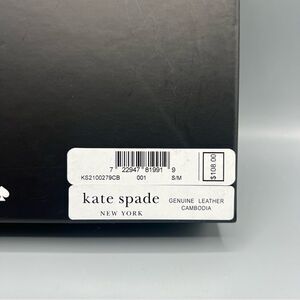 7 22947 81991 9
KS2100279CB 001 S/M
$108.00
kate spade
NEW YORK
GENUINE LEATHER
CAMBODIA